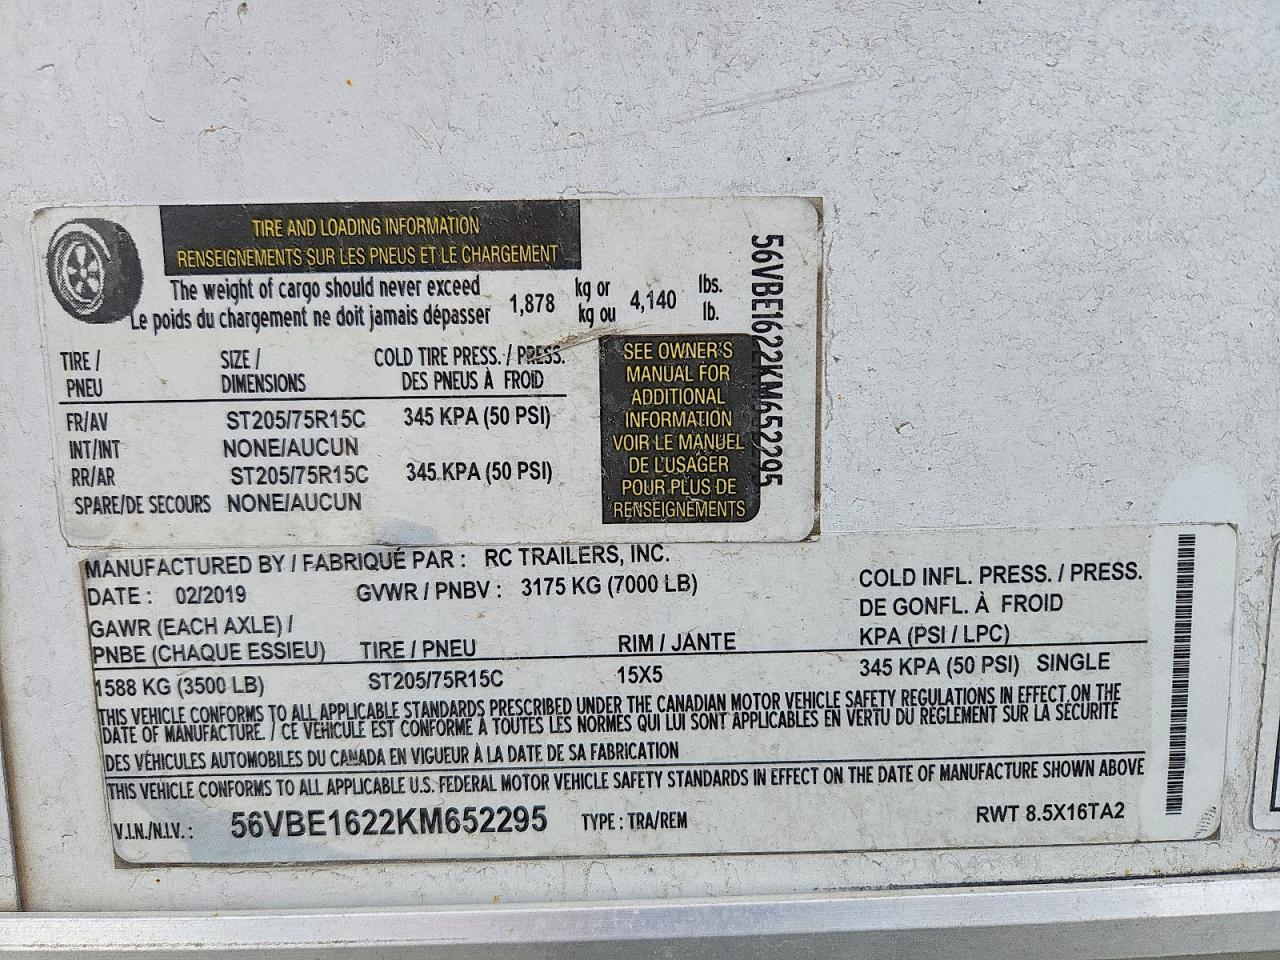 TIRE AND LOADING INFORMATION
RENSEIGNEMENTS SUR LES PNEUS ET LE CHARGEMENT
The weight of cargo should never exceed 1,878 kg or 4,140 lbs.
Le poids du chargement ne doit jamais dépasser kg ou lb.
TIRE / SIZE / COLD TIRE PRESS. / PRESS.
PNEU DIMENSIONS DES PNEUS À FROID
FR/AV ST205/75R15C 345 KPA (50 PSI)
INT/INT NONE/AUCUN
RR/AR ST205/75R15C 345 KPA (50 PSI)
SPARE/DE SECOURS NONE/AUCUN
SEE OWNER'S
MANUAL FOR
ADDITIONAL
INFORMATION
VOIR LE MANUEL
DE L'USAGER
POUR PLUS DE
RENSEIGNEMENTS
56VBE1622KM652295
MANUFACTURED BY / FABRIQUÉ PAR : RC TRAILERS, INC.
DATE : 02/2019 GVWR / PNBV : 3175 KG (7000 LB)
COLD INFL. PRESS. / PRESS.
DE GONFL. À FROID
GAWR (EACH AXLE) /
PNBE (CHAQUE ESSIEU) TIRE / PNEU RIM / JANTE KPA (PSI / LPC)
1588 KG (3500 LB) ST205/75R15C 15X5 345 KPA (50 PSI) SINGLE
THIS VEHICLE CONFORMS TO ALL APPLICABLE STANDARDS PRESCRIBED UNDER THE CANADIAN MOTOR VEHICLE SAFETY REGULATIONS IN EFFECT ON THE
DATE OF MANUFACTURE. / CE VÉHICULE EST CONFORME À TOUTES LES NORMES QUI LUI SONT APPLICABLES EN VERTU DU RÈGLEMENT SUR LA SÉCURITÉ
DES VÉHICULES AUTOMOBILES DU CANADA EN VIGUEUR À LA DATE DE SA FABRICATION
THIS VEHICLE CONFORMS TO ALL APPLICABLE U.S. FEDERAL MOTOR VEHICLE SAFETY STANDARDS IN EFFECT ON THE DATE OF MANUFACTURE SHOWN ABOVE
V.I.N./N.I.V.: 56VBE1622KM652295 TYPE : TRA/REM RWT 8.5X16TA2